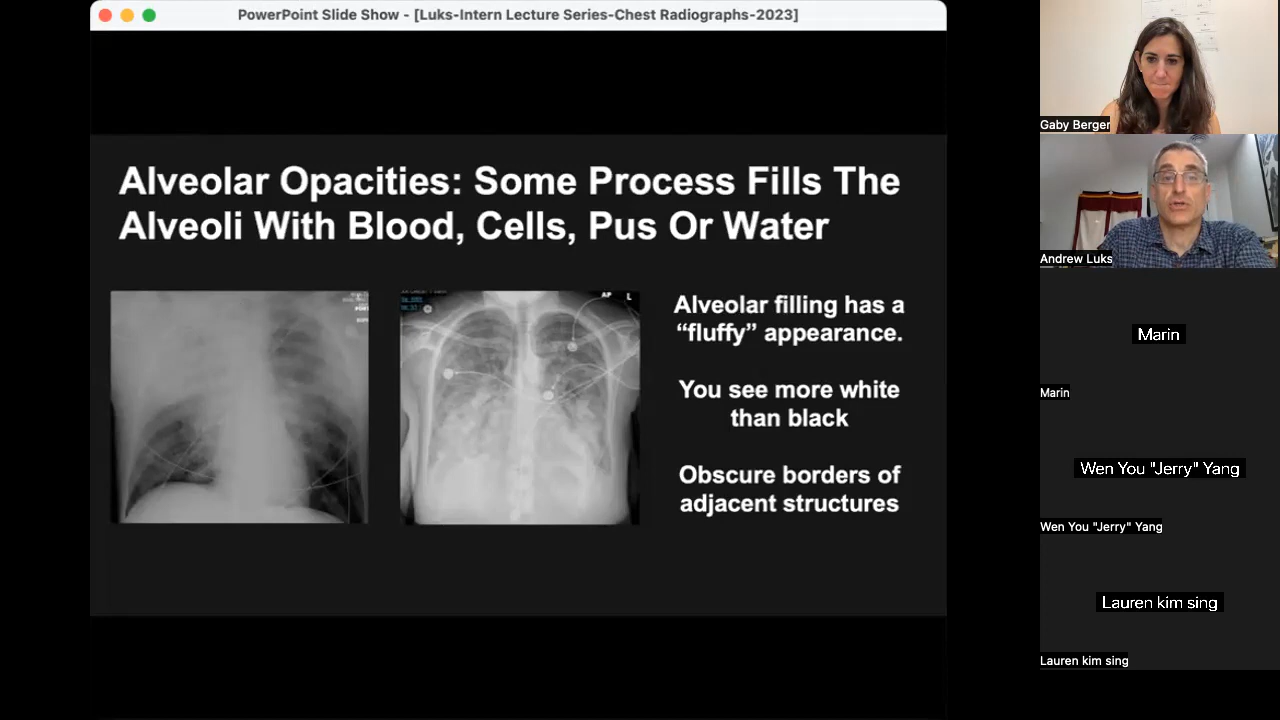 PowerPoint Slide Show - [Luks-Intern Lecture Series-Chest Radiographs-2023]
Alveolar Opacities: Some Process Fills The
Alveoli With Blood, Cells, Pus Or Water
AP
L
Alveolar filling has a
“fluffy” appearance.
You see more white
than black
Obscure borders of
adjacent structures
Gaby Berger
Andrew Luks
Marin
Marin
Wen You "Jerry" Yang
Wen You "Jerry" Yang
Lauren kim sing
Lauren kim sing